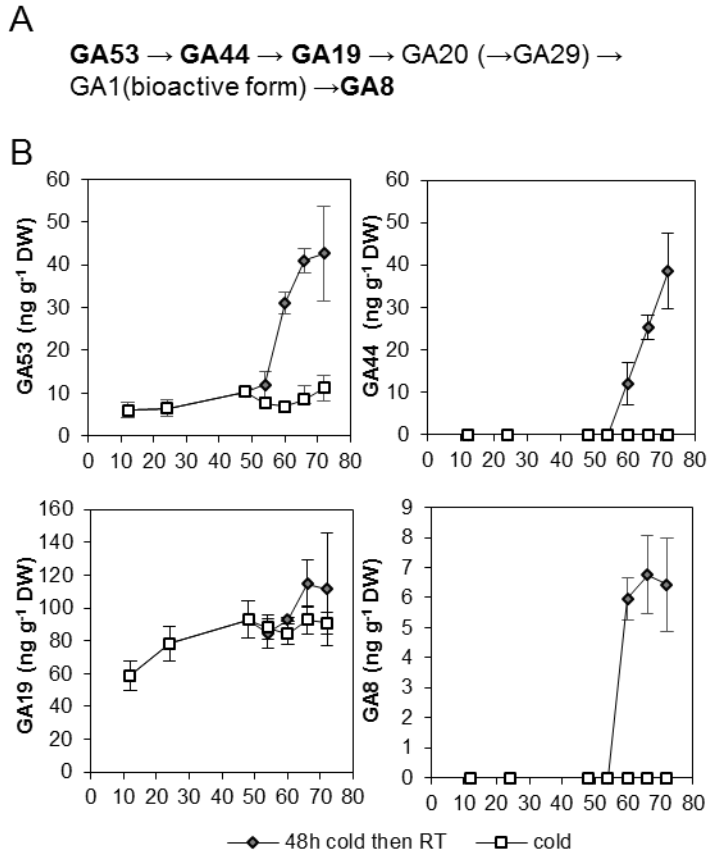 A
GA53 → GA44 → GA19 → GA20 (→GA29) →
GA1(bioactive form) →GA8
B
GA53 (ng g⁻¹ DW)
60
50
40
30
20
10
0
0 10 20 30 40 50 60 70 80
GA44 (ng g⁻¹ DW)
60
50
40
30
20
10
0
0 10 20 30 40 50 60 70 80
GA19 (ng g⁻¹ DW)
160
140
120
100
80
60
40
20
0
0 10 20 30 40 50 60 70 80
GA8 (ng g⁻¹ DW)
9
8
7
6
5
4
3
2
1
0
0 10 20 30 40 50 60 70 80
48h cold then RT
cold